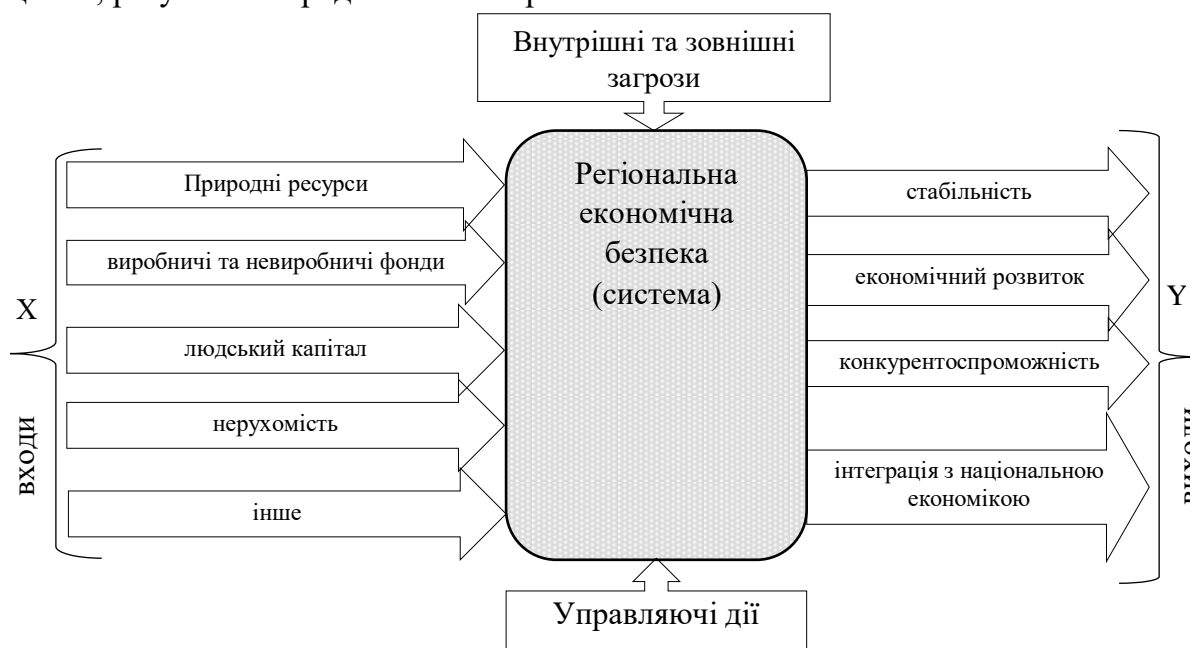 Внутрішні та зовнішні
загрози
Регіональна
економічна
безпека
(система)
Природні ресурси
виробничі та невиробничі фонди
людський капітал
нерухомість
інше
X
входи
стабільність
економічний розвиток
конкурентоспроможність
інтеграція з національною
економікою
Y
виходи
Управляючі дії